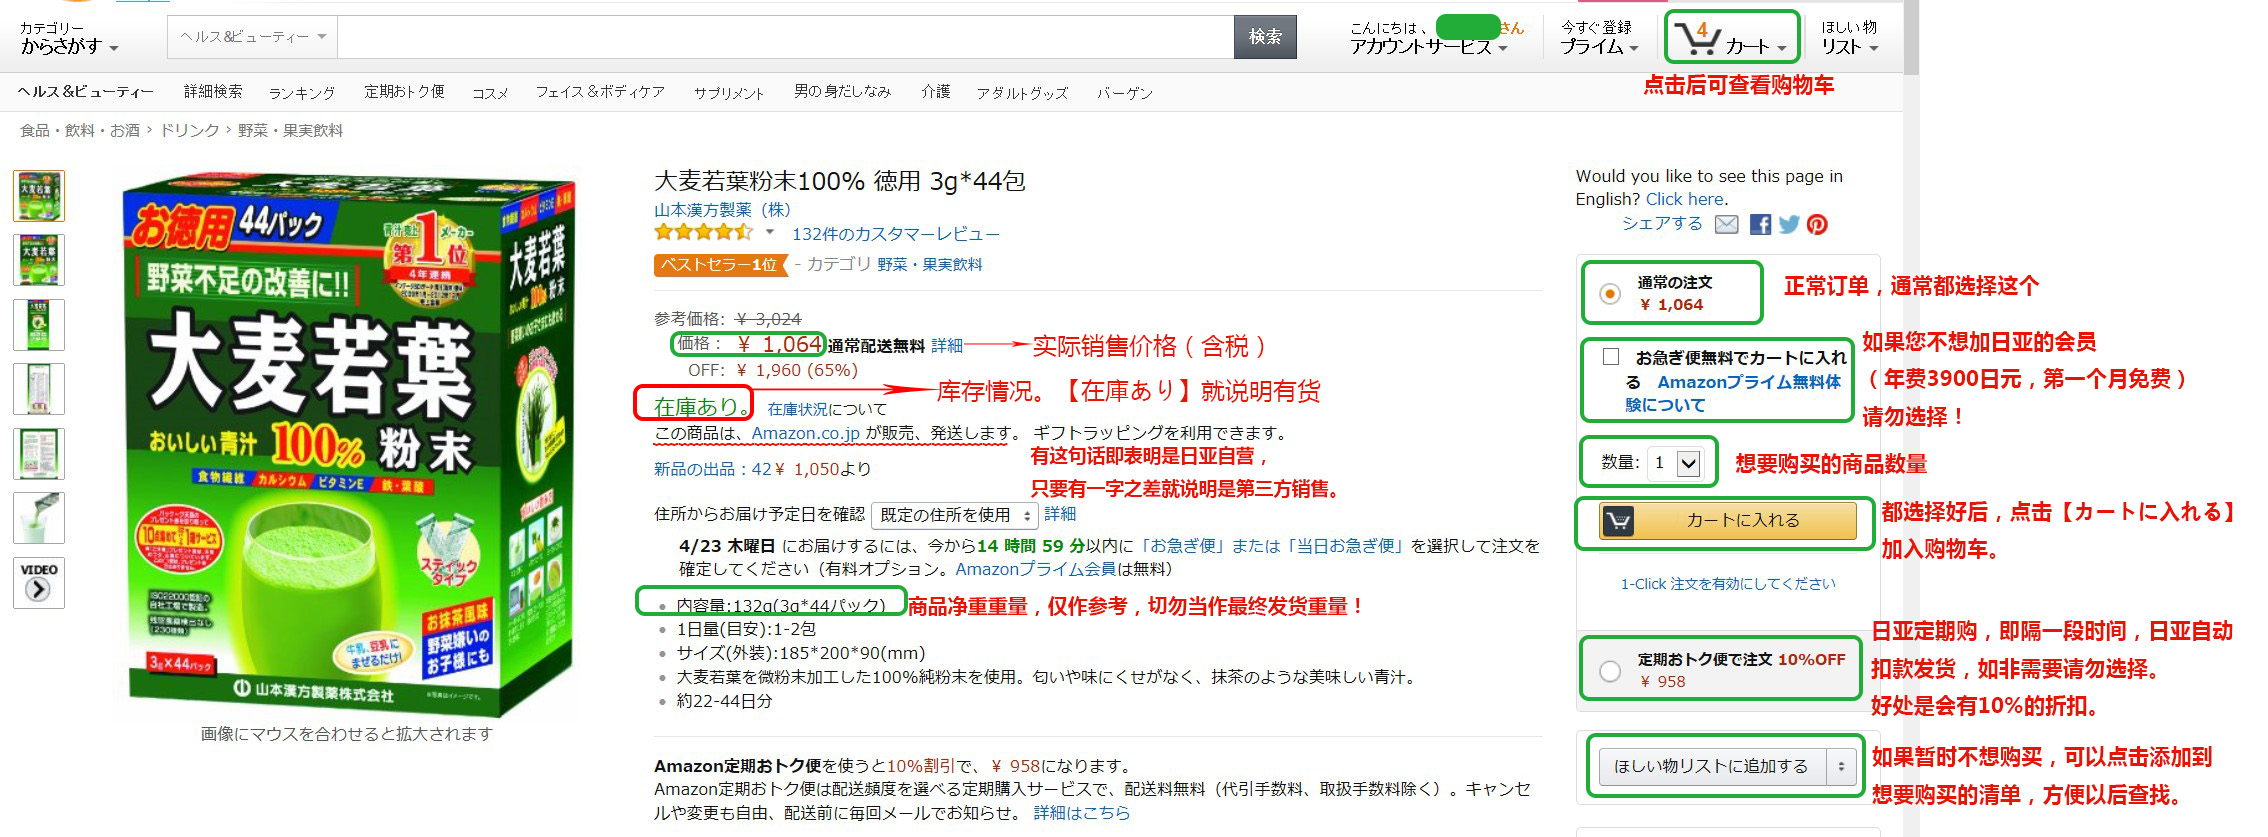 カテゴリー
からさがす
ヘルス&ビューティー
検索
こんにちは、 さん
アカウントサービス
今すぐ登録
プライム
4
カート
ほしい物
リスト
点击后可查看购物车
ヘルス&ビューティー 詳細検索 ランキング 定期おトク便 コスメ フェイス&ボディケア サプリメント 男の身だしなみ 介護 アダルトグッズ バーゲン
食品・飲料・お酒 › ドリンク › 野菜・果実飲料
VIDEO
お徳用 44パック
野菜不足の改善に!!
第1位
4年連続
大麦若葉
おいしい青汁 100% 粉末
食物繊維 カルシウム ビタミンE 鉄・葉酸
スティック
タイプ
お抹茶風味
野菜嫌いの
お子様にも
牛乳、豆乳に
まぜるだけ!
3g×44パック
山本漢方製薬株式会社
大麦若葉
100% 粉末
画像にマウスを合わせると拡大されます
大麦若葉粉末100% 徳用 3g*44包
山本漢方製薬（株）
132件のカスタマーレビュー
ベストセラー1位 - カテゴリ 野菜・果実飲料
参考価格: ￥ 3,024
価格： ￥ 1,064 通常配送無料 詳細
实际销售价格（含税）
OFF: ￥ 1,960 (65%)
在庫あり。 在庫状況について
库存情况。【在庫あり】就说明有货
この商品は、Amazon.co.jp が販売、発送します。 ギフトラッピングを利用できます。
有这句话即表明是日亚自营，
只要有一字之差就说明是第三方销售。
新品の出品：42￥ 1,050より
住所からお届け予定日を確認 既定の住所を使用 詳細
4/23 木曜日 にお届けするには、今から14 時間 59 分以内に「お急ぎ便」または「当日お急ぎ便」を選択して注文を
確定してください（有料オプション。Amazonプライム会員は無料）
内容量:132g(3g*44パック)
商品净重重量，仅作参考，切勿当作最终发货重量！
1日量(目安):1-2包
サイズ(外装):185*200*90(mm)
大麦若葉を微粉末加工した100%純粉末を使用。匂いや味にくせがなく、抹茶のような美味しい青汁。
約22-44日分
Amazon定期おトク便を使うと10%割引で、￥ 958になります。
Amazon定期おトク便は配送頻度を選べる定期購入サービスで、配送料無料（代引手数料、取扱手数料除く）。キャンセ
ルや変更も自由、配送前に毎回メールでお知らせ。 詳細はこちら
Would you like to see this page in
English? Click here.
シェアする
通常の注文
￥ 1,064
正常订单，通常都选择这个
お急ぎ便無料でカートに入れ
る Amazonプライム無料体
験について
如果您不想加日亚的会员
（年费3900日元，第一个月免费）
请勿选择！
数量: 1
想要购买的商品数量
カートに入れる
都选择好后，点击【カートに入れる】
加入购物车。
1-Click 注文を有効にしてください
定期おトク便で注文 10%OFF
￥ 958
日亚定期购，即隔一段时间，日亚自动
扣款发货，如非需要请勿选择。
好处是会有10%的折扣。
ほしい物リストに追加する
如果暂时不想购买，可以点击添加到
想要购买的清单，方便以后查找。